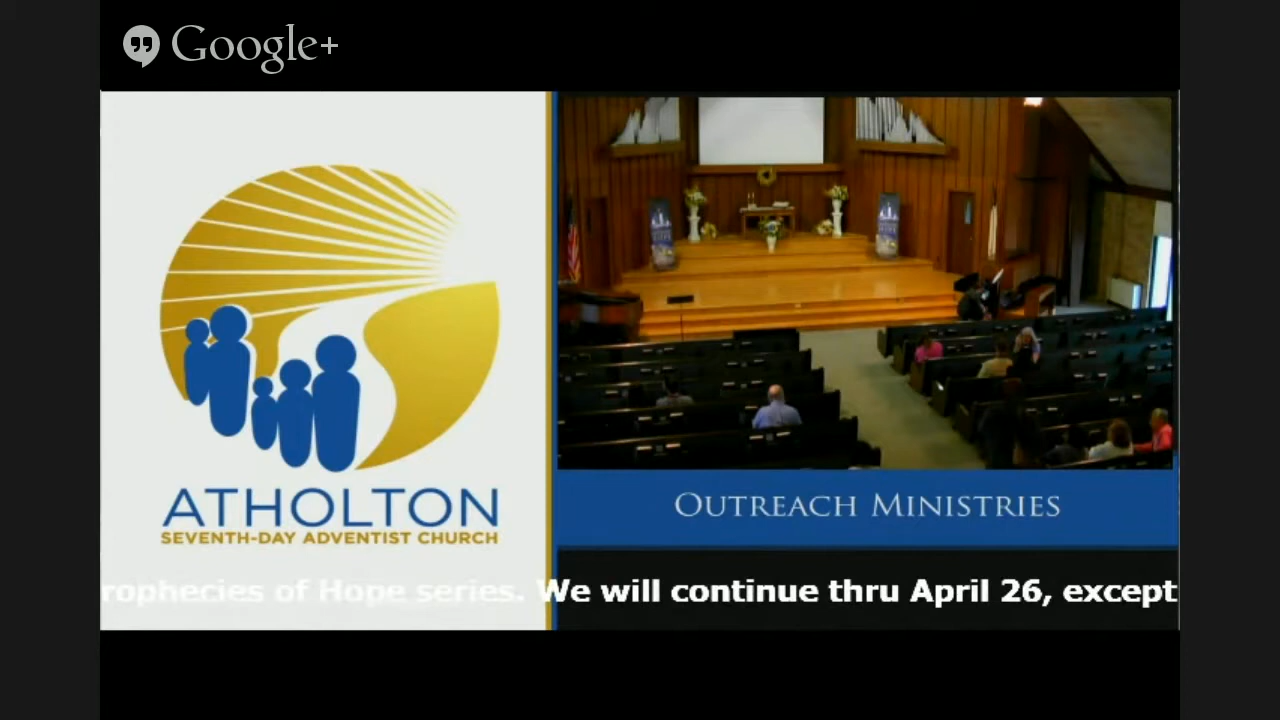 Google+
ATHOLTON
SEVENTH-DAY ADVENTIST CHURCH
OUTREACH MINISTRIES
rophecies of Hope series. We will continue thru April 26, except